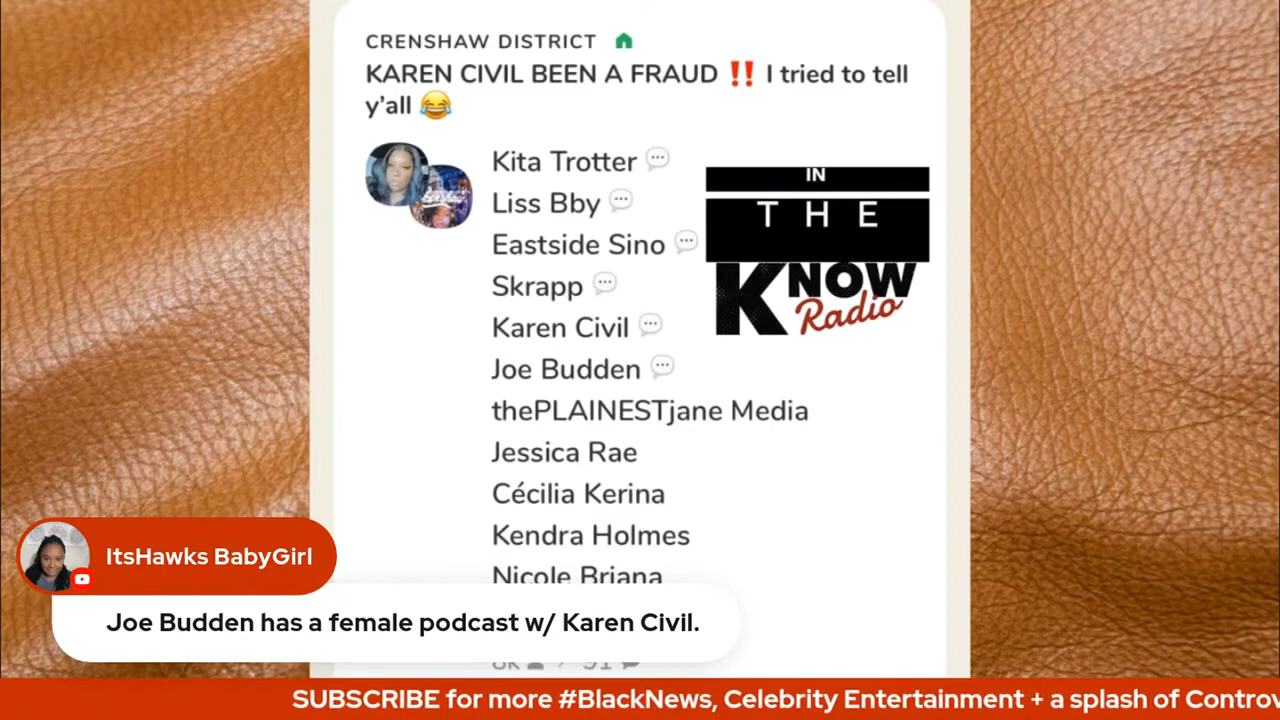 CRENSHAW DISTRICT
KAREN CIVIL BEEN A FRAUD ‼️ I tried to tell
y'all 😂
Kita Trotter
Liss Bby
Eastside Sino
Skrapp
Karen Civil
Joe Budden
thePLAINESTjane Media
Jessica Rae
Cécilia Kerina
Kendra Holmes
Nicole Briana
IN
THE
KNOW
Radio
ItsHawks BabyGirl
Joe Budden has a female podcast w/ Karen Civil.
SUBSCRIBE for more #BlackNews, Celebrity Entertainment + a splash of